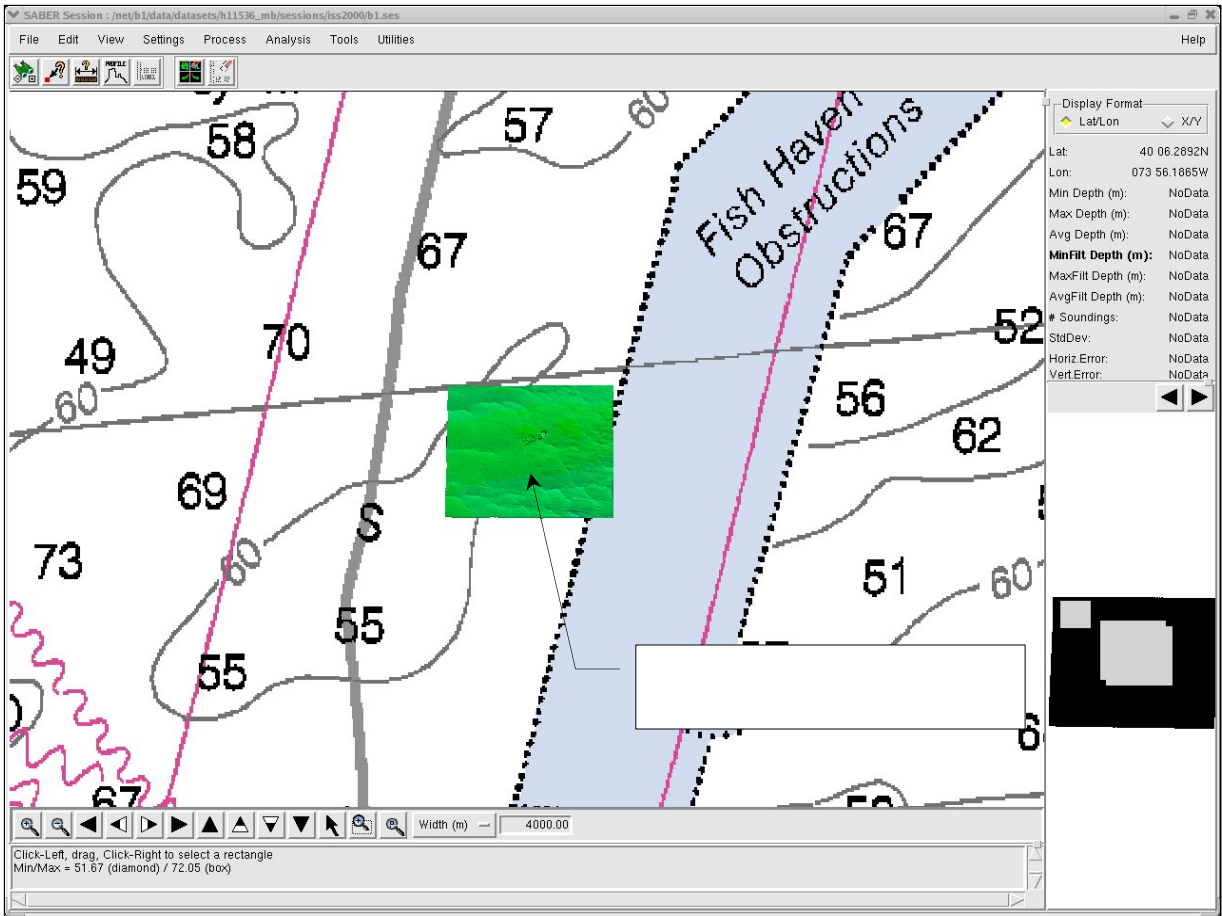 SABER Session : /net/b1/data/datasets/h11536_mb/sessions/iss2000/b1.ses
File Edit View Settings Process Analysis Tools Utilities Help
PROFILE
Display Format
Lat/Lon X/Y
Lat: 40 06.2892N
Lon: 073 56.1865W
Min Depth (m): NoData
Max Depth (m): NoData
Avg Depth (m): NoData
MinFilt Depth (m): NoData
MaxFilt Depth (m): NoData
AvgFilt Depth (m): NoData
# Soundings: NoData
StdDev: NoData
Horiz.Error: NoData
Vert.Error: NoData
58
57
60
59
Fish Haven
Obstructions
67
67
70
52
49
60
56
62
69
S
73
60
51
60
55
55
67
Width (m) 4000.00
Click-Left, drag, Click-Right to select a rectangle
Min/Max = 51.67 (diamond) / 72.05 (box)